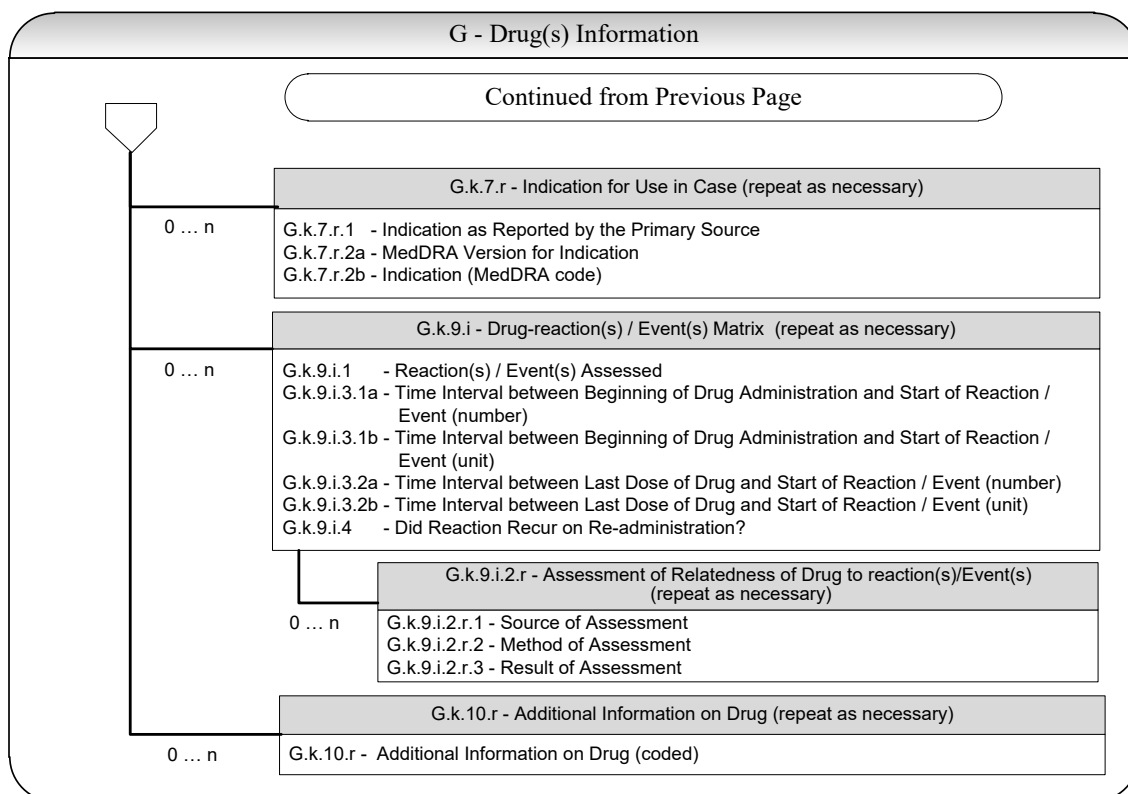 G - Drug(s) Information
Continued from Previous Page
G.k.7.r - Indication for Use in Case (repeat as necessary)
0 … n
G.k.7.r.1 - Indication as Reported by the Primary Source
G.k.7.r.2a - MedDRA Version for Indication
G.k.7.r.2b - Indication (MedDRA code)
G.k.9.i - Drug-reaction(s) / Event(s) Matrix (repeat as necessary)
0 … n
G.k.9.i.1 - Reaction(s) / Event(s) Assessed
G.k.9.i.3.1a - Time Interval between Beginning of Drug Administration and Start of Reaction /
Event (number)
G.k.9.i.3.1b - Time Interval between Beginning of Drug Administration and Start of Reaction /
Event (unit)
G.k.9.i.3.2a - Time Interval between Last Dose of Drug and Start of Reaction / Event (number)
G.k.9.i.3.2b - Time Interval between Last Dose of Drug and Start of Reaction / Event (unit)
G.k.9.i.4 - Did Reaction Recur on Re-administration?
G.k.9.i.2.r - Assessment of Relatedness of Drug to reaction(s)/Event(s)
(repeat as necessary)
0 … n
G.k.9.i.2.r.1 - Source of Assessment
G.k.9.i.2.r.2 - Method of Assessment
G.k.9.i.2.r.3 - Result of Assessment
G.k.10.r - Additional Information on Drug (repeat as necessary)
0 … n
G.k.10.r - Additional Information on Drug (coded)